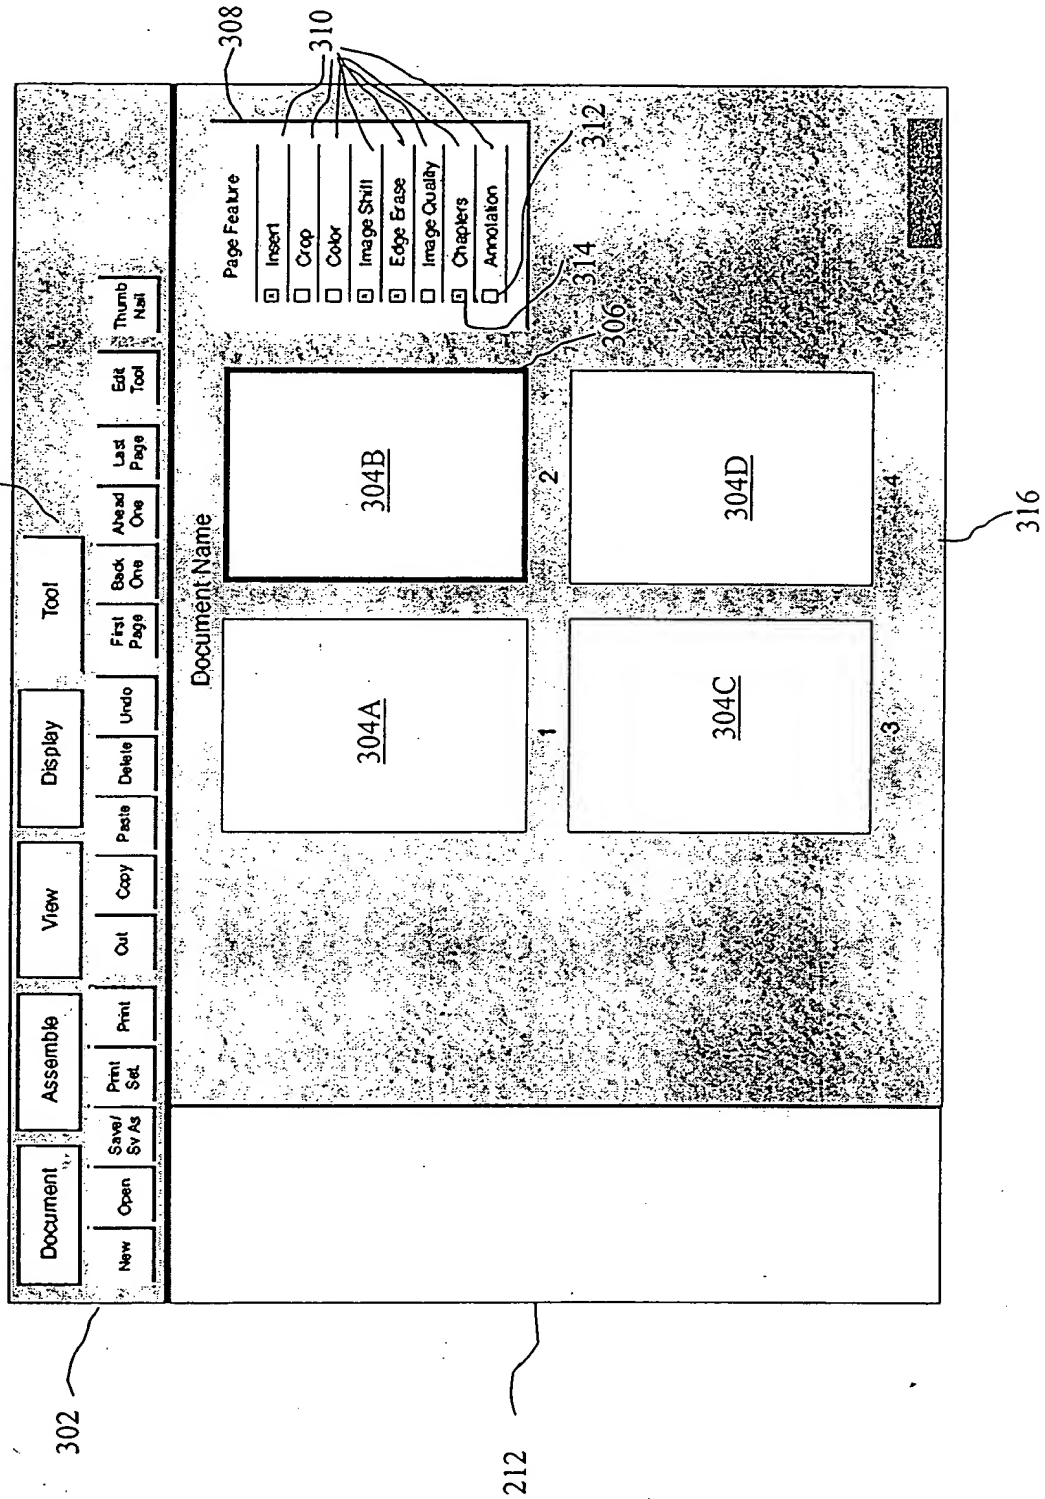 302
Document
Assemble
View
Display
Tool
New
Open
Save/
Sv As
Print
Set
Print
Cut
Copy
Paste
Delete
Undo
First
Page
Back
One
Ahead
One
Last
Page
Edit
Tool
Thumb
Nail
Document Name
304A
1
304B
2
304C
3
304D
4
Page Feature
Insert
Crop
Color
Image Shift
Edge Erase
Image Quality
Chapters
Annotation
308
310
312
314
306
316
212